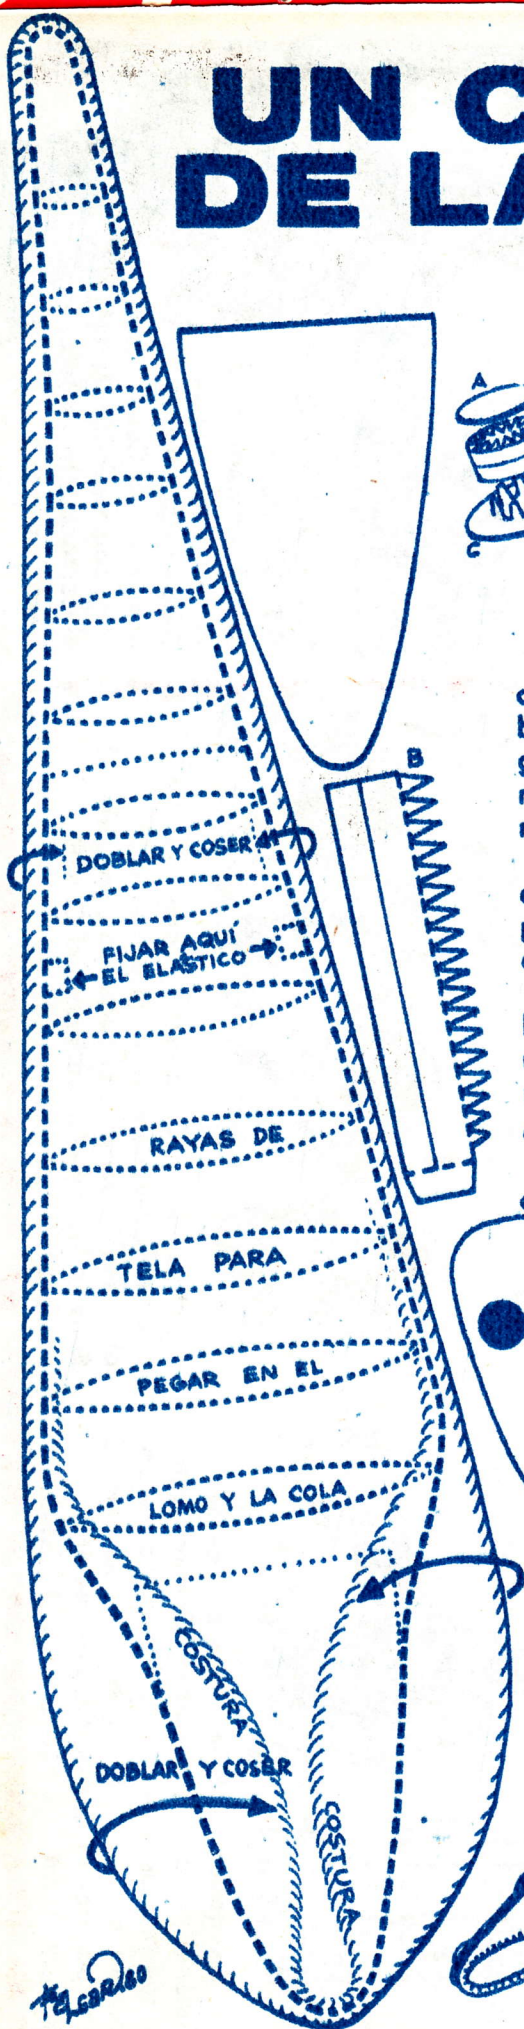 UN C
DE LA
A
C
B
DOBLAR Y COSER
FIJAR AQUÍ
EL ELASTICO
RAYAS DE
TELA PARA
PEGAR EN EL
LOMO Y LA COLA
COSTURA
DOBLAR Y COSER
COSTURA